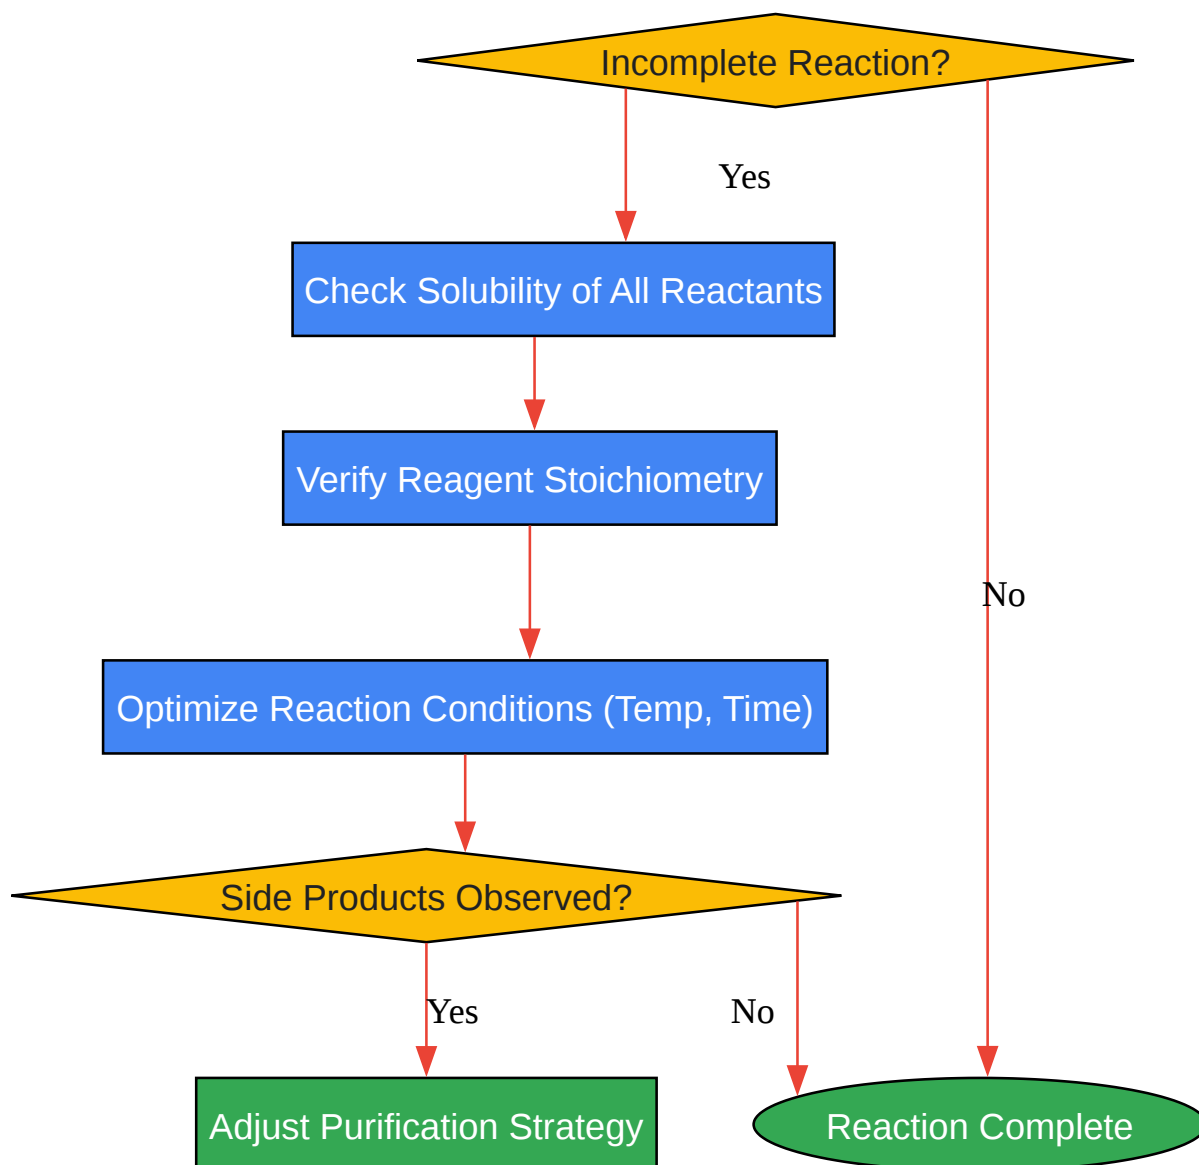 Incomplete Reaction?
Yes
Check Solubility of All Reactants
Verify Reagent Stoichiometry
No
Optimize Reaction Conditions (Temp, Time)
Side Products Observed?
Yes
No
Adjust Purification Strategy
Reaction Complete